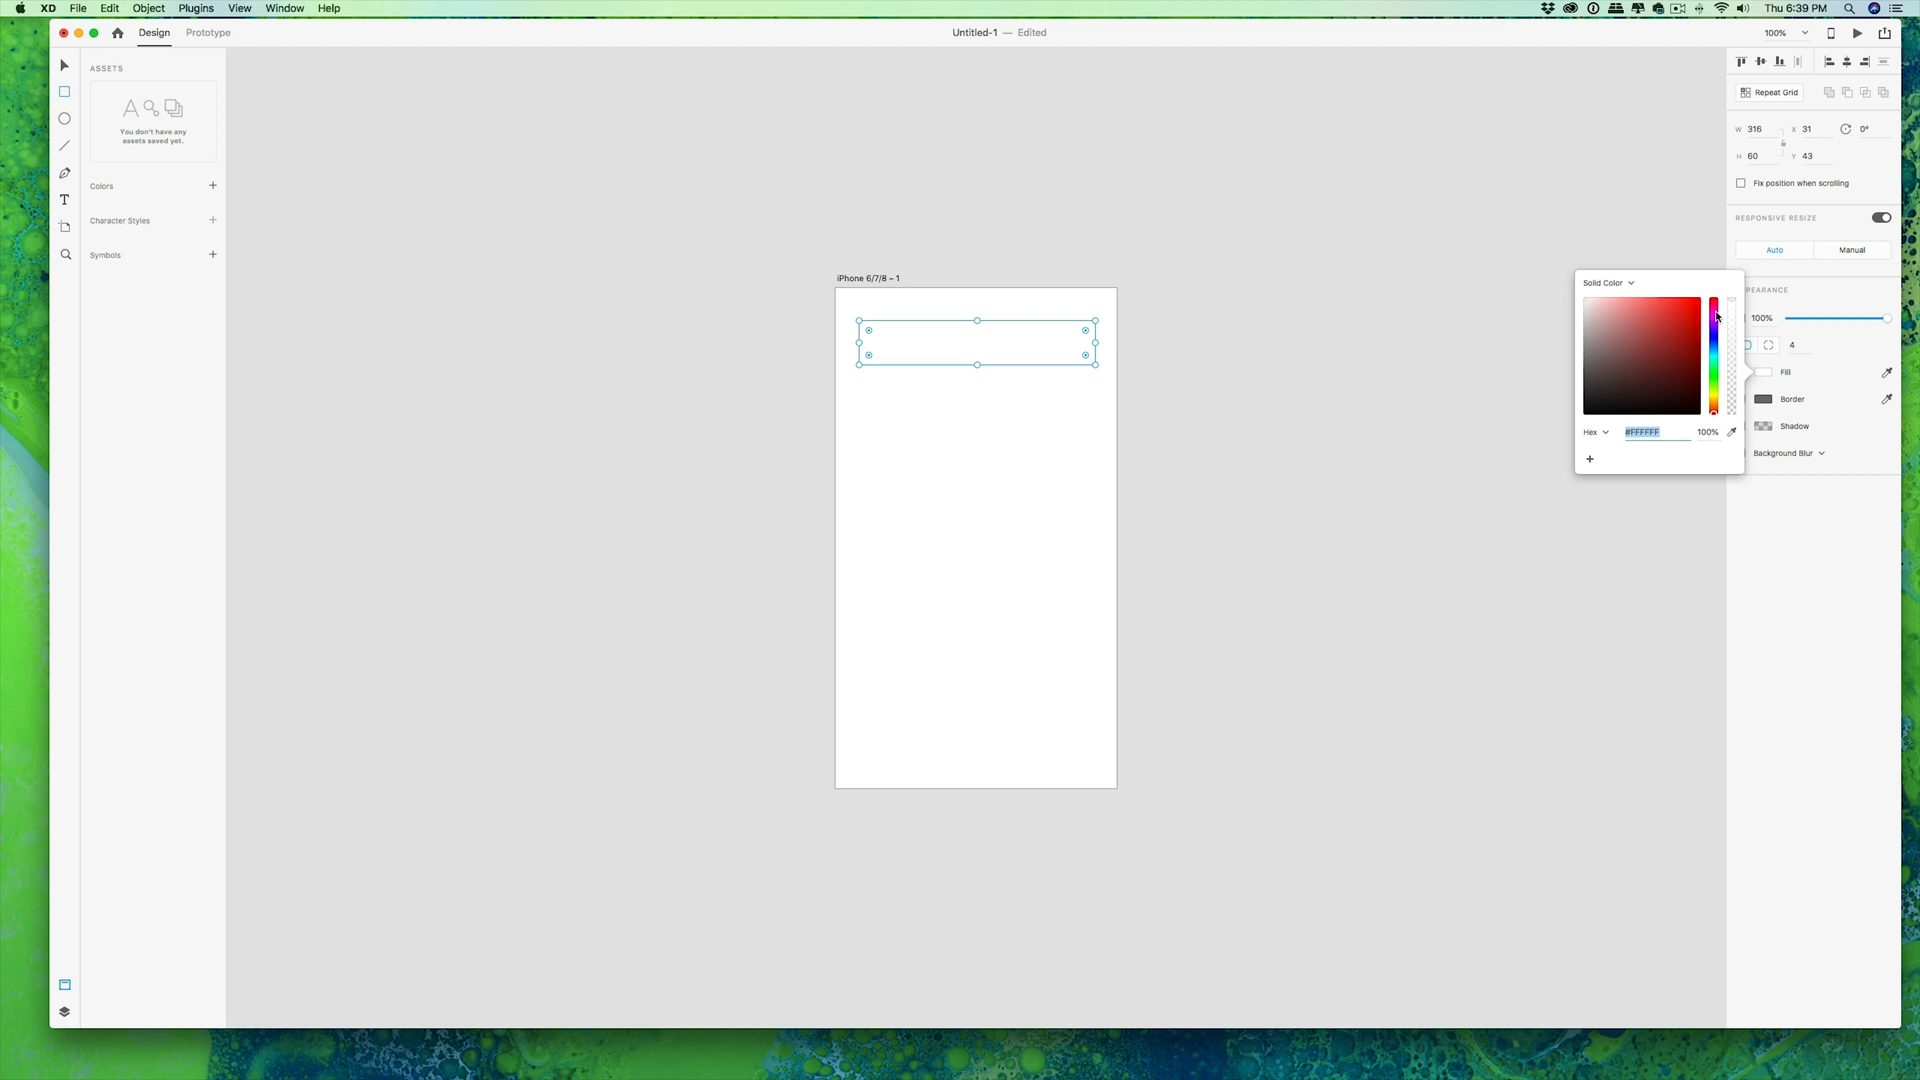 XD File Edit Object Plugins View Window Help
Thu 6:39 PM
Design Prototype
Untitled-1 — Edited
100%
ASSETS
You don't have any
assets saved yet.
Colors
Character Styles
Symbols
iPhone 6/7/8 – 1
Repeat Grid
W 316 X 31 0°
H 60 Y 43
Fix position when scrolling
RESPONSIVE RESIZE
Auto Manual
Solid Color
PEARANCE
100%
4
Fill
Border
Hex #FFFFFF 100%
Shadow
Background Blur